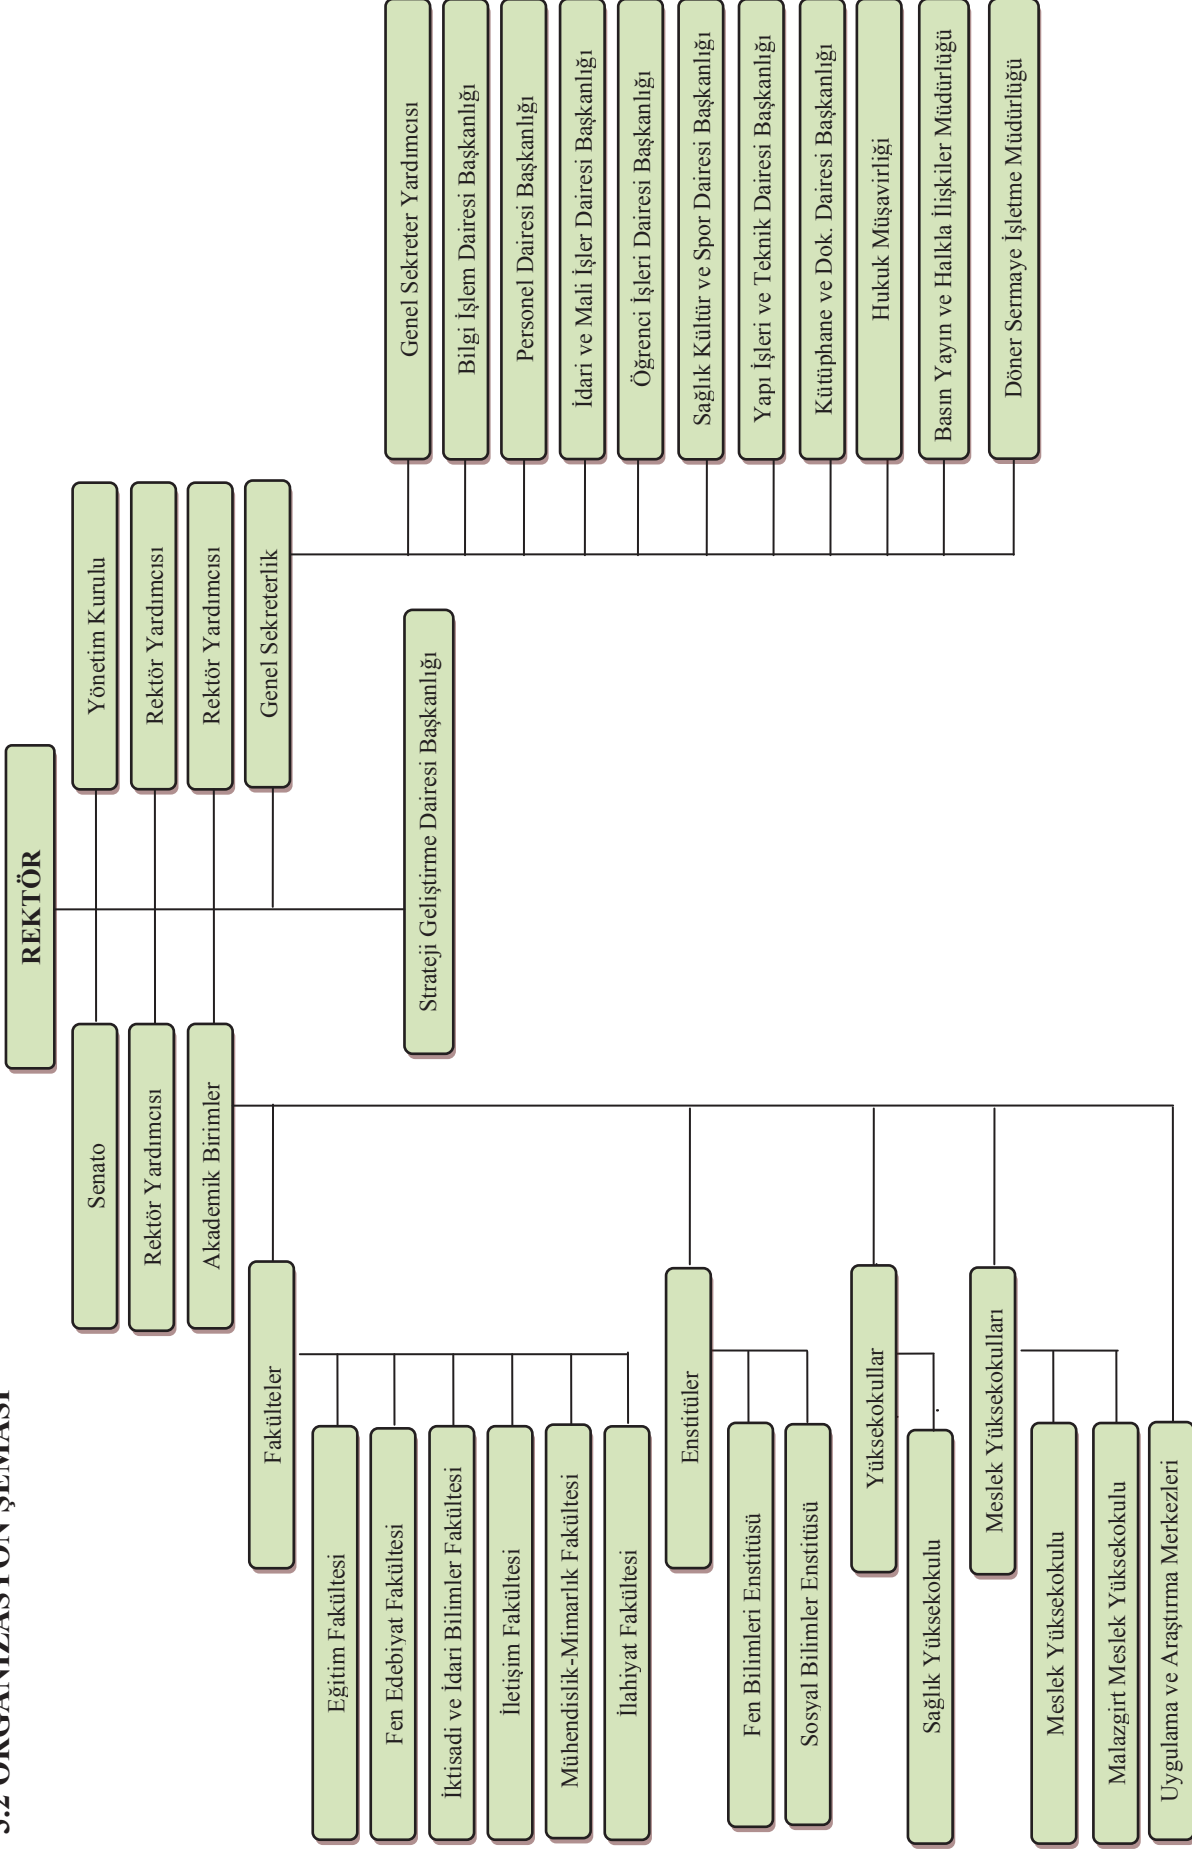 3.2 ORGANİZASYON ŞEMASI
REKTÖR
Senato
Yönetim Kurulu
Rektör Yardımcısı
Rektör Yardımcısı
Akademik Birimler
Rektör Yardımcısı
Genel Sekreterlik
Strateji Geliştirme Dairesi Başkanlığı
Fakülteler
Eğitim Fakültesi
Fen Edebiyat Fakültesi
İktisadi ve İdari Bilimler Fakültesi
İletişim Fakültesi
Mühendislik-Mimarlık Fakültesi
İlahiyat Fakültesi
Enstitüler
Fen Bilimleri Enstitüsü
Sosyal Bilimler Enstitüsü
Yüksekokullar
Sağlık Yüksekokulu
Meslek Yüksekokulları
Meslek Yüksekokulu
Malazgirt Meslek Yüksekokulu
Uygulama ve Araştırma Merkezleri
Genel Sekreter Yardımcısı
Bilgi İşlem Dairesi Başkanlığı
Personel Dairesi Başkanlığı
İdari ve Mali İşler Dairesi Başkanlığı
Öğrenci İşleri Dairesi Başkanlığı
Sağlık Kültür ve Spor Dairesi Başkanlığı
Yapı İşleri ve Teknik Dairesi Başkanlığı
Kütüphane ve Dok. Dairesi Başkanlığı
Hukuk Müşavirliği
Basın Yayın ve Halkla İlişkiler Müdürlüğü
Döner Sermaye İşletme Müdürlüğü